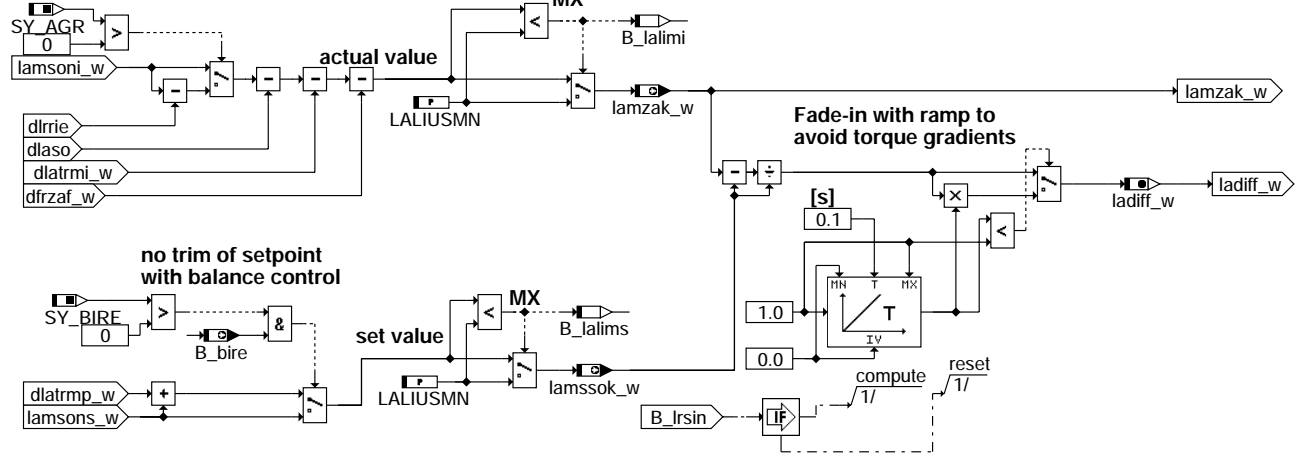 MX
SY_AGR
>
<
B_lalimi
0
lamsoni_w
actual value
-
-
-
-
P
LALIUSMN
lamzak_w
lamzak_w
dlrrie
dlaso
dlatrmi_w
dfrzaf_w
Fade-in with ramp to
avoid torque gradients
-
÷
×
ladiff_w
ladiff_w
[s]
0.1
<
no trim of setpoint
with balance control
SY_BIRE
>
0
&
B_bire
<
MX
B_lalims
set value
MN
T
MX
T
IV
1.0
0.0
P
LALIUSMN
lamssok_w
dlatrmp_w
+
lamsons_w
B_lrsin
IF
compute
1/
reset
1/